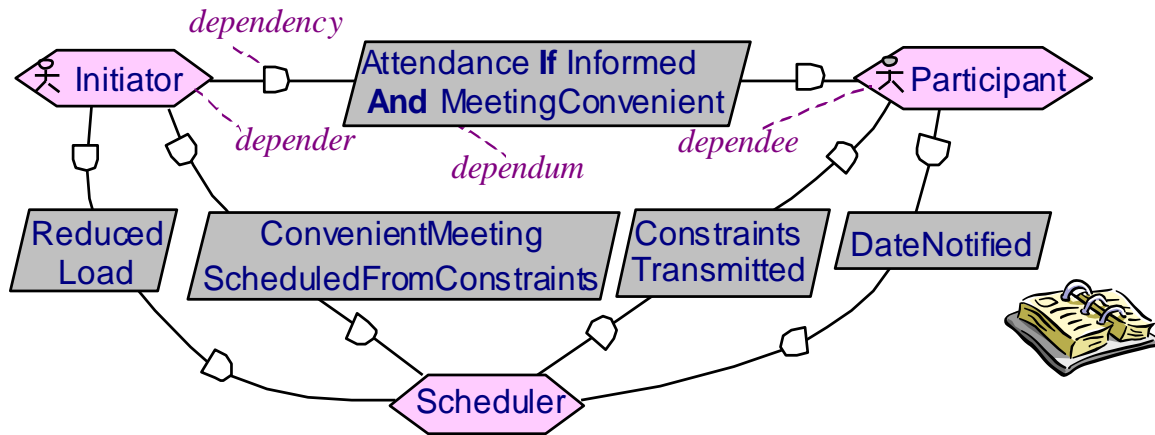 dependency
Initiator
Attendance If Informed
And MeetingConvenient
Participant
depender
dependum
dependee
Reduced
Load
ConvenientMeeting
ScheduledFromConstraints
Constraints
Transmitted
DateNotified
Scheduler